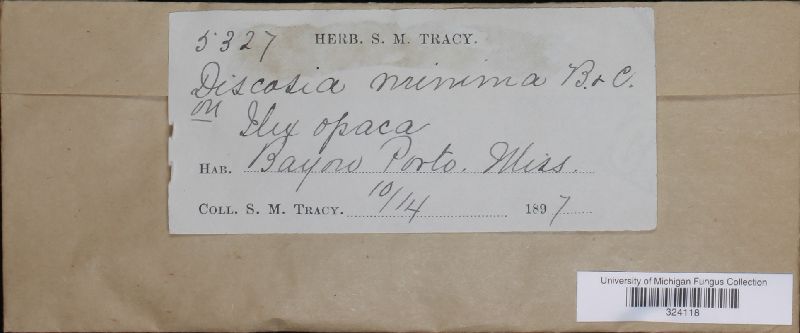 5327 HERB. S. M. TRACY.
Discosia minima B. & C.
on Ilex opaca
HAB. Bayou Porto. Miss.
COLL. S. M. TRACY. 10/14 1897
University of Michigan Fungus Collection
324118